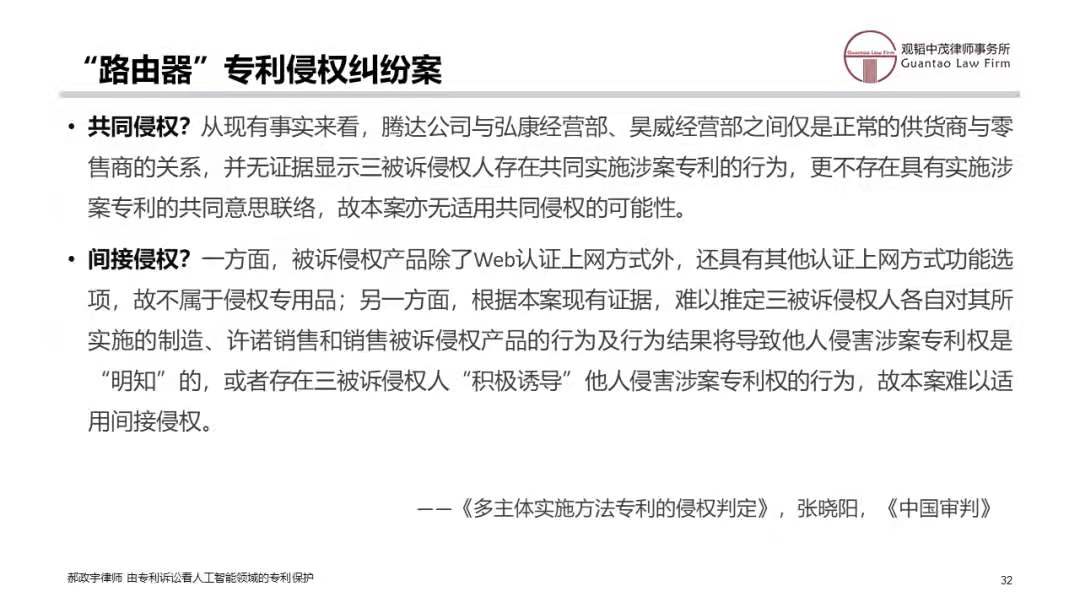 “路由器”专利侵权纠纷案
观韬中茂律师事务所
Guantao Law Firm
Guantao Law Firm
• 共同侵权？从现有事实来看，腾达公司与弘康经营部、昊威经营部之间仅是正常的供货商与零
售商的关系，并无证据显示三被诉侵权人存在共同实施涉案专利的行为，更不存在具有实施涉
案专利的共同意思联络，故本案亦无适用共同侵权的可能性。
• 间接侵权？一方面，被诉侵权产品除了Web认证上网方式外，还具有其他认证上网方式功能选
项，故不属于侵权专用品；另一方面，根据本案现有证据，难以推定三被诉侵权人各自对其所
实施的制造、许诺销售和销售被诉侵权产品的行为及行为结果将导致他人侵害涉案专利权是
“明知”的，或者存在三被诉侵权人“积极诱导”他人侵害涉案专利权的行为，故本案难以适
用间接侵权。
——《多主体实施方法专利的侵权判定》，张晓阳，《中国审判》
郝政宇律师 由专利诉讼看人工智能领域的专利保护
32